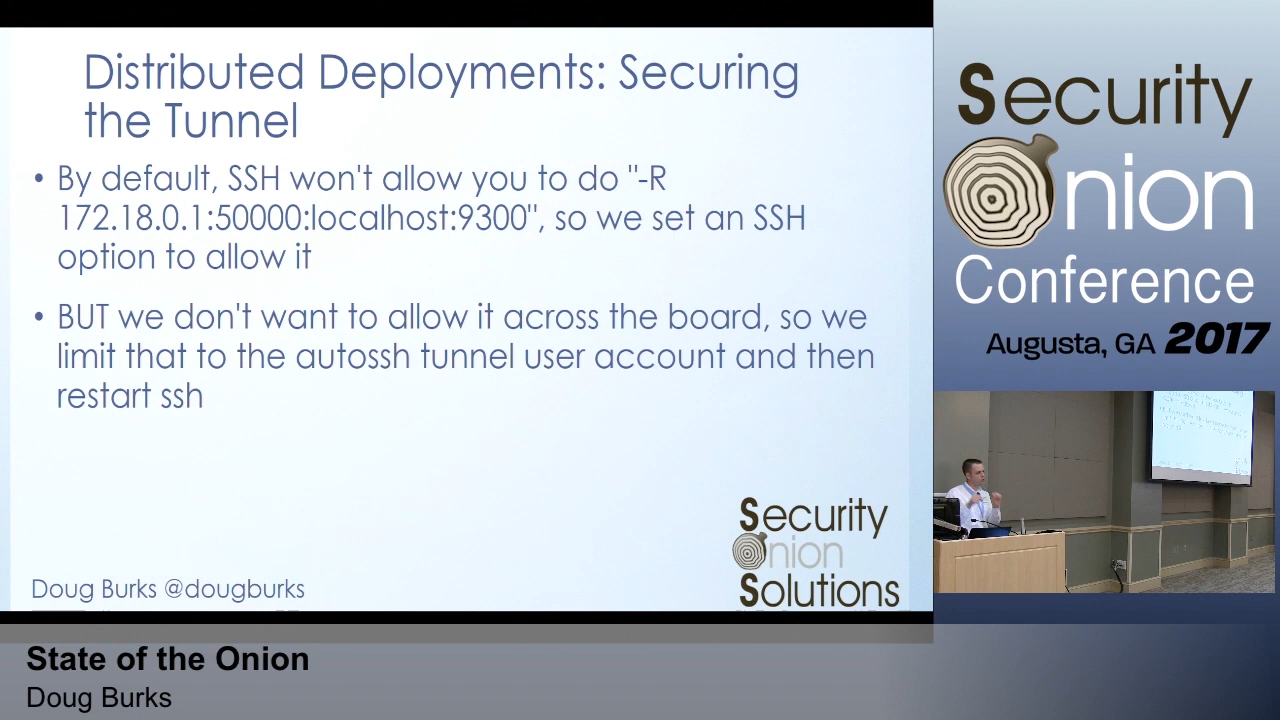 Distributed Deployments: Securing
the Tunnel
• By default, SSH won't allow you to do "-R
172.18.0.1:50000:localhost:9300", so we set an SSH
option to allow it
• BUT we don't want to allow it across the board, so we
limit that to the autossh tunnel user account and then
restart ssh
Security
Onion
Solutions
Doug Burks @dougburks
Security
Onion
Conference
Augusta, GA 2017
State of the Onion
Doug Burks